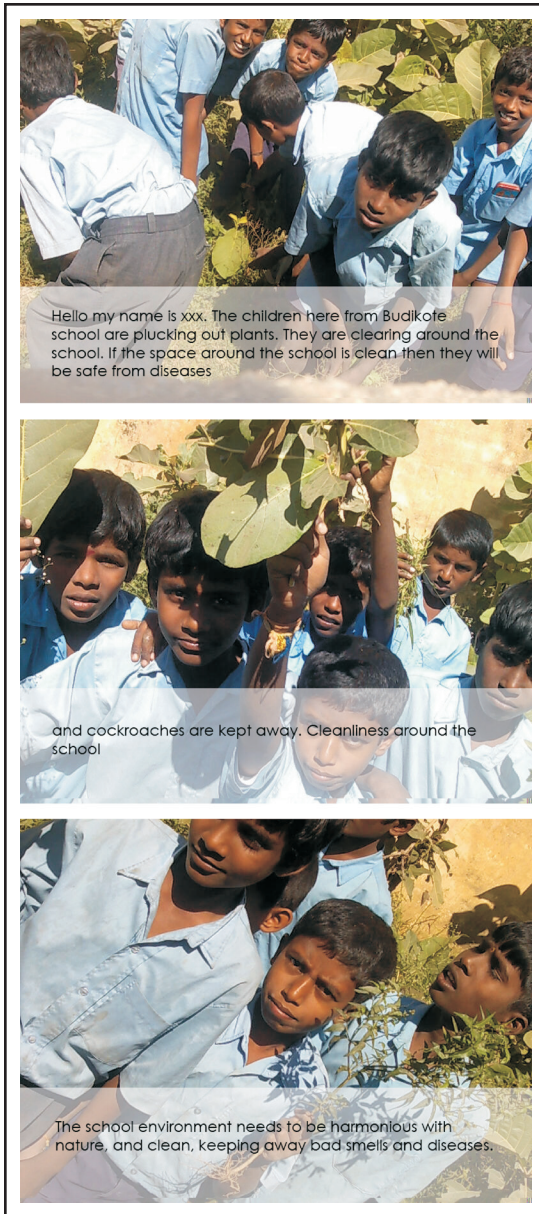 Hello my name is xxx. The children here from Budikote
school are plucking out plants. They are clearing around the
school. If the space around the school is clean then they will
be safe from diseases
and cockroaches are kept away. Cleanliness around the
school
The school environment needs to be harmonious with
nature, and clean, keeping away bad smells and diseases.